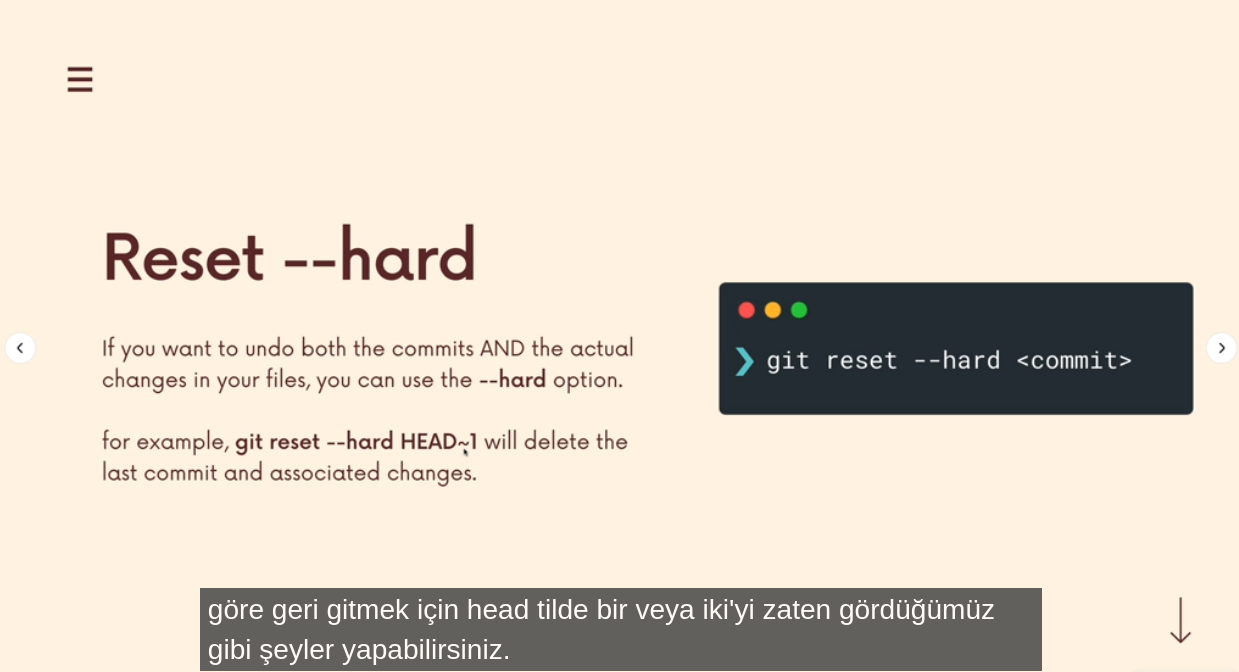 Reset --hard
If you want to undo both the commits AND the actual
changes in your files, you can use the --hard option.
for example, git reset --hard HEAD~1 will delete the
last commit and associated changes.
❯ git reset --hard <commit>
göre geri gitmek için head tilde bir veya iki'yi zaten gördüğümüz
gibi şeyler yapabilirsiniz.